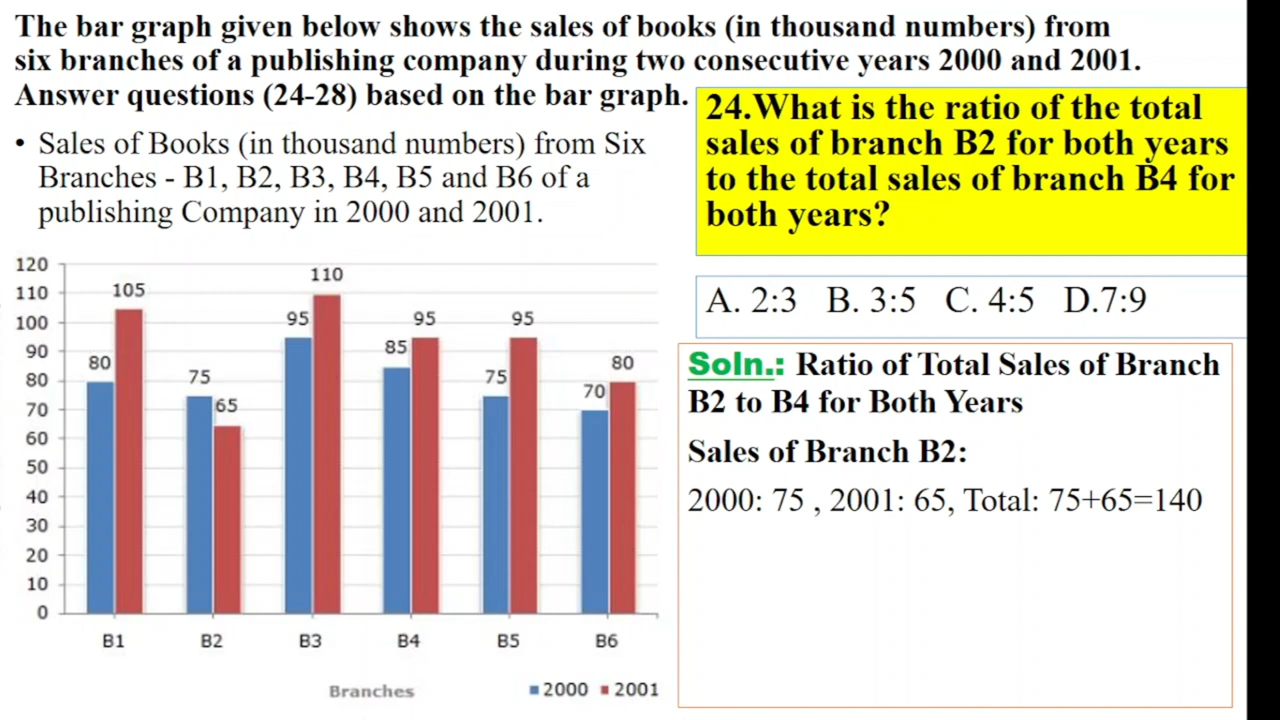 The bar graph given below shows the sales of books (in thousand numbers) from
six branches of a publishing company during two consecutive years 2000 and 2001.
Answer questions (24-28) based on the bar graph.
• Sales of Books (in thousand numbers) from Six
Branches - B1, B2, B3, B4, B5 and B6 of a
publishing Company in 2000 and 2001.
24.What is the ratio of the total
sales of branch B2 for both years
to the total sales of branch B4 for
both years?
A. 2:3 B. 3:5 C. 4:5 D.7:9
Soln.: Ratio of Total Sales of Branch
B2 to B4 for Both Years
Sales of Branch B2:
2000: 75 , 2001: 65, Total: 75+65=140
120
110
100
90
80
70
60
50
40
30
20
10
0
80
105
75
65
95
110
85
95
75
95
70
80
B1 B2 B3 B4 B5 B6
Branches
2000 2001